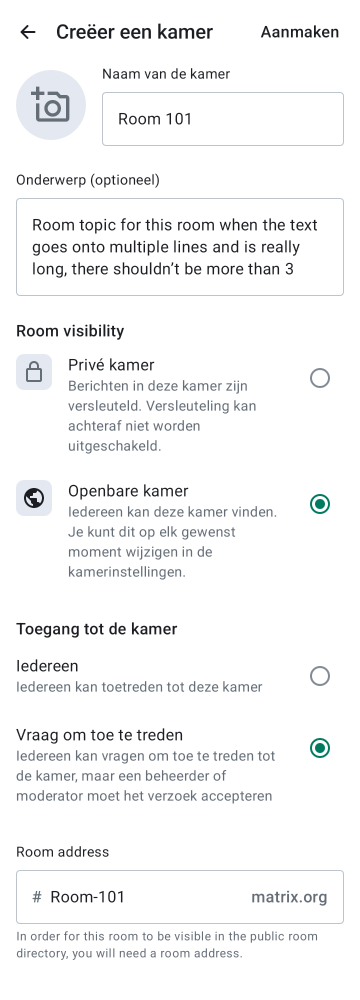 Creëer een kamer
Aanmaken
Naam van de kamer
Room 101
Onderwerp (optioneel)
Room topic for this room when the text
goes onto multiple lines and is really
long, there shouldn’t be more than 3
Room visibility
Privé kamer
Berichten in deze kamer zijn
versleuteld. Versleuteling kan
achteraf niet worden
uitgeschakeld.
Openbare kamer
Iedereen kan deze kamer vinden.
Je kunt dit op elk gewenst
moment wijzigen in de
kamerinstellingen.
Toegang tot de kamer
Iedereen
Iedereen kan toetreden tot deze kamer
Vraag om toe te treden
Iedereen kan vragen om toe te treden tot
de kamer, maar een beheerder of
moderator moet het verzoek accepteren
Room address
# Room-101 matrix.org
In order for this room to be visible in the public room
directory, you will need a room address.